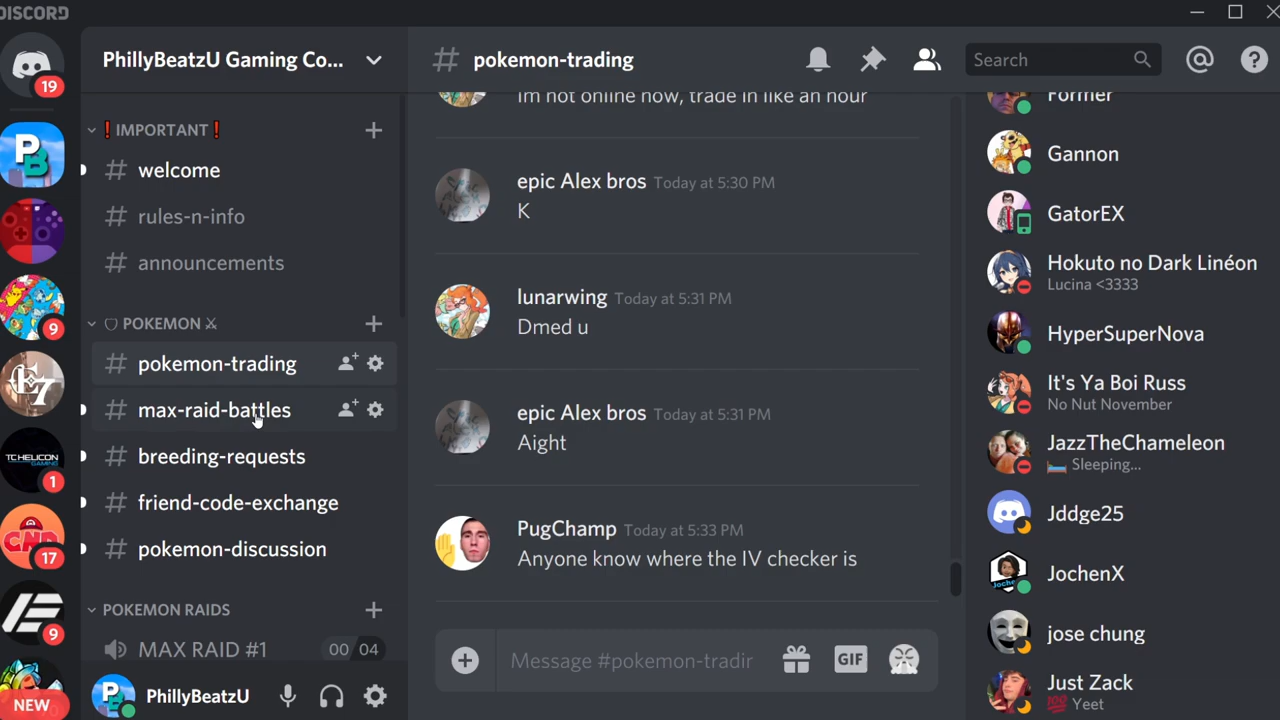 DISCORD
19
PB
9
E7
TC HELICON
GAMING
1
CND
17
9
NEW
PhillyBeatzU Gaming Co...
❗IMPORTANT❗
# welcome
# rules-n-info
# announcements
🛡 POKEMON ⚔
# pokemon-trading
# max-raid-battles
# breeding-requests
# friend-code-exchange
# pokemon-discussion
POKEMON RAIDS
MAX RAID #1 00 04
PhillyBeatzU
# pokemon-trading
Search
Im not online now, trade in like an hour
epic Alex bros Today at 5:30 PM
K
lunarwing Today at 5:31 PM
Dmed u
epic Alex bros Today at 5:31 PM
Aight
PugChamp Today at 5:33 PM
Anyone know where the IV checker is
Message #pokemon-tradir
GIF
Former
Gannon
GatorEX
Hokuto no Dark Linéon
Lucina <3333
HyperSuperNova
It's Ya Boi Russ
No Nut November
JazzTheChameleon
🛏 Sleeping...
Jddge25
JochenX
jose chung
Just Zack
💯 Yeet